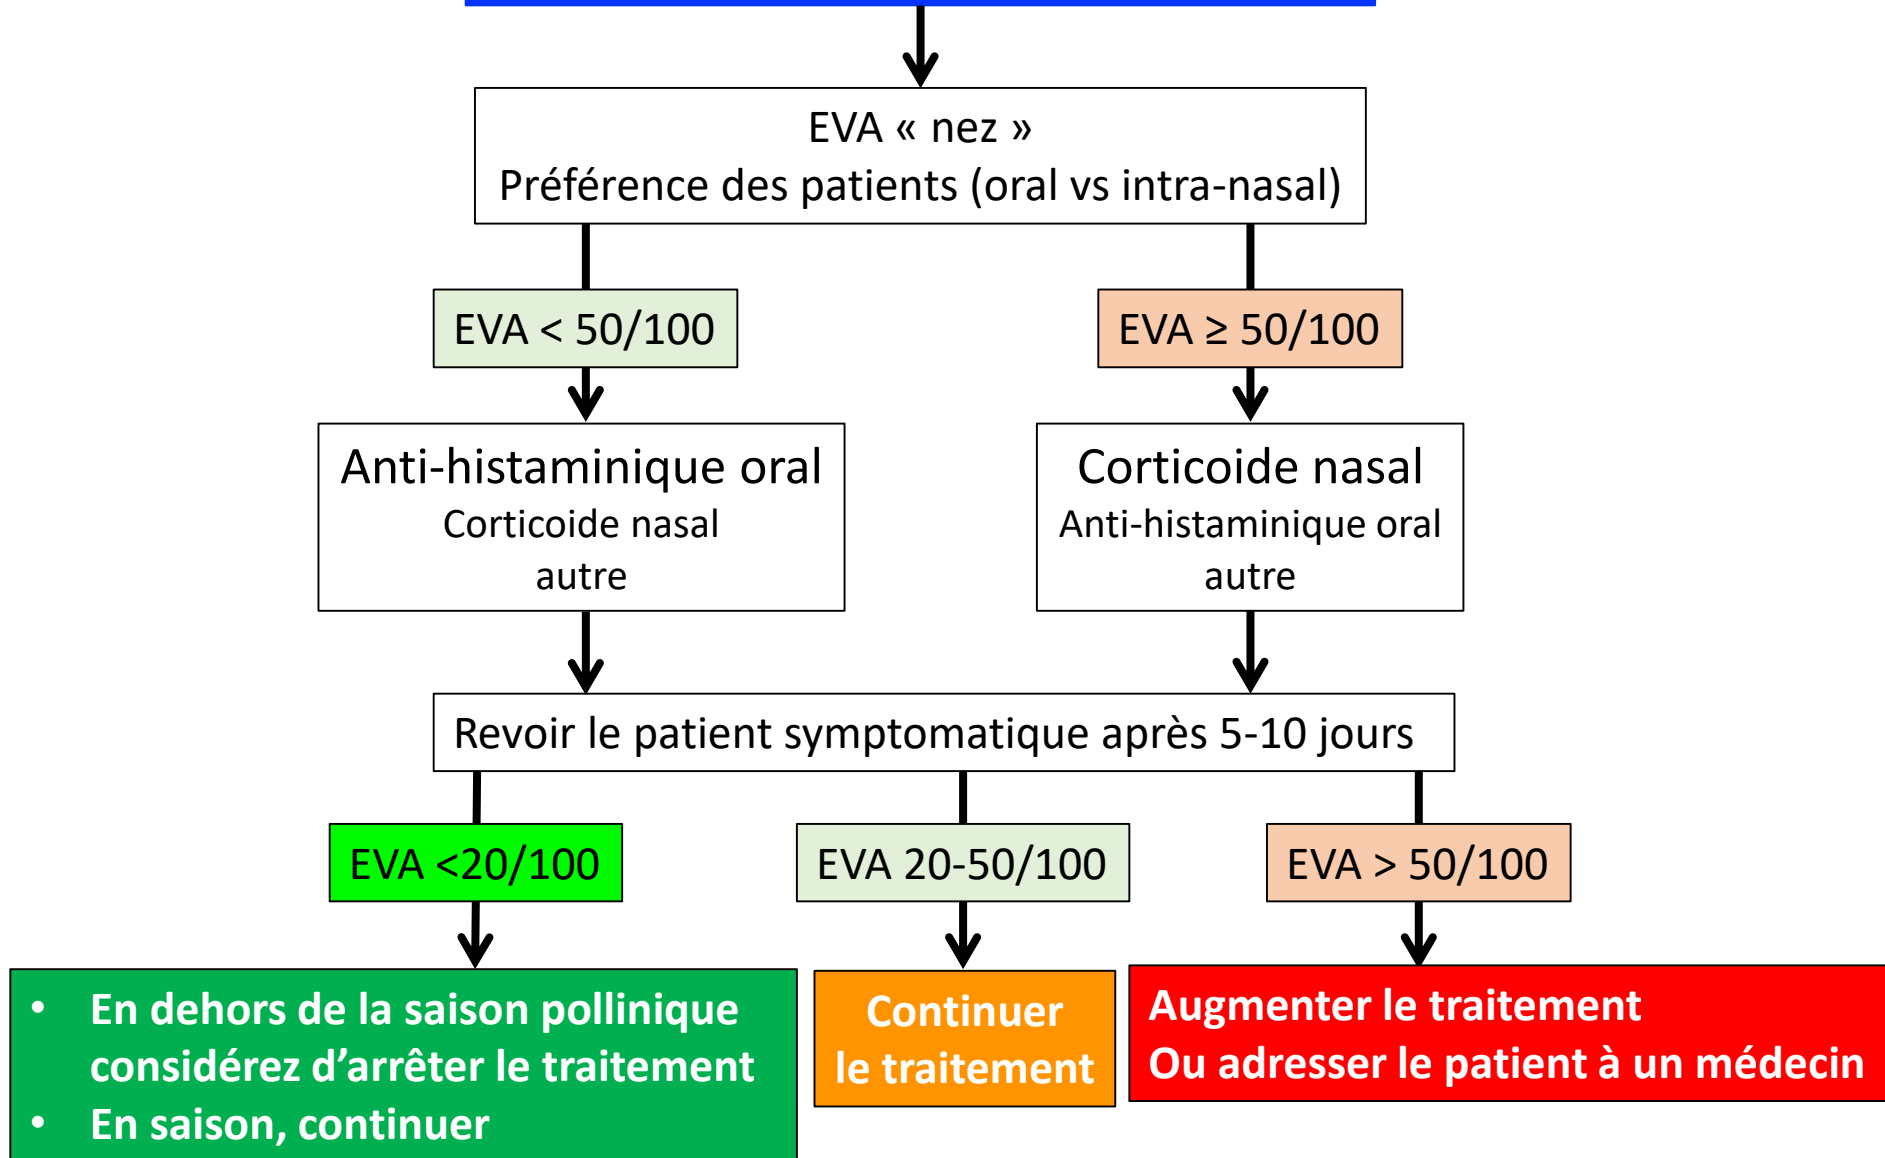 EVA « nez »
Préférence des patients (oral vs intra-nasal)
EVA < 50/100
EVA ≥ 50/100
Anti-histaminique oral
Corticoide nasal
autre
Corticoide nasal
Anti-histaminique oral
autre
Revoir le patient symptomatique après 5-10 jours
EVA <20/100
EVA 20-50/100
EVA > 50/100
• En dehors de la saison pollinique
considérez d’arrêter le traitement
• En saison, continuer
Continuer
le traitement
Augmenter le traitement
Ou adresser le patient à un médecin